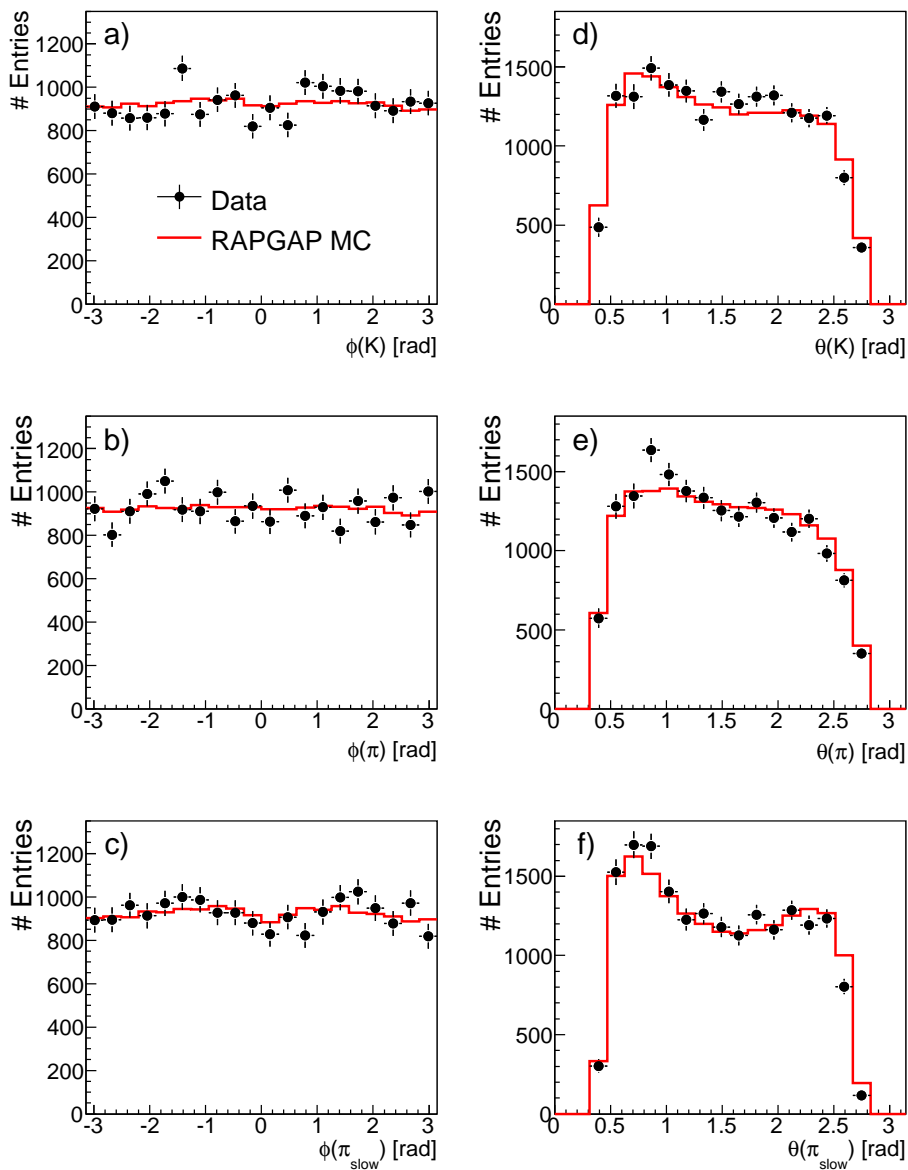 a)
# Entries
1200
1000
800
600
400
200
0
Data
RAPGAP MC
-3 -2 -1 0 1 2 3
ϕ(K) [rad]
d)
# Entries
1500
1000
500
0
0 0.5 1 1.5 2 2.5 3
θ(K) [rad]
b)
# Entries
1200
1000
800
600
400
200
0
-3 -2 -1 0 1 2 3
ϕ(π) [rad]
e)
# Entries
1500
1000
500
0
0 0.5 1 1.5 2 2.5 3
θ(π) [rad]
c)
# Entries
1200
1000
800
600
400
200
0
-3 -2 -1 0 1 2 3
ϕ(π_slow) [rad]
f)
# Entries
1500
1000
500
0
0 0.5 1 1.5 2 2.5 3
θ(π_slow) [rad]